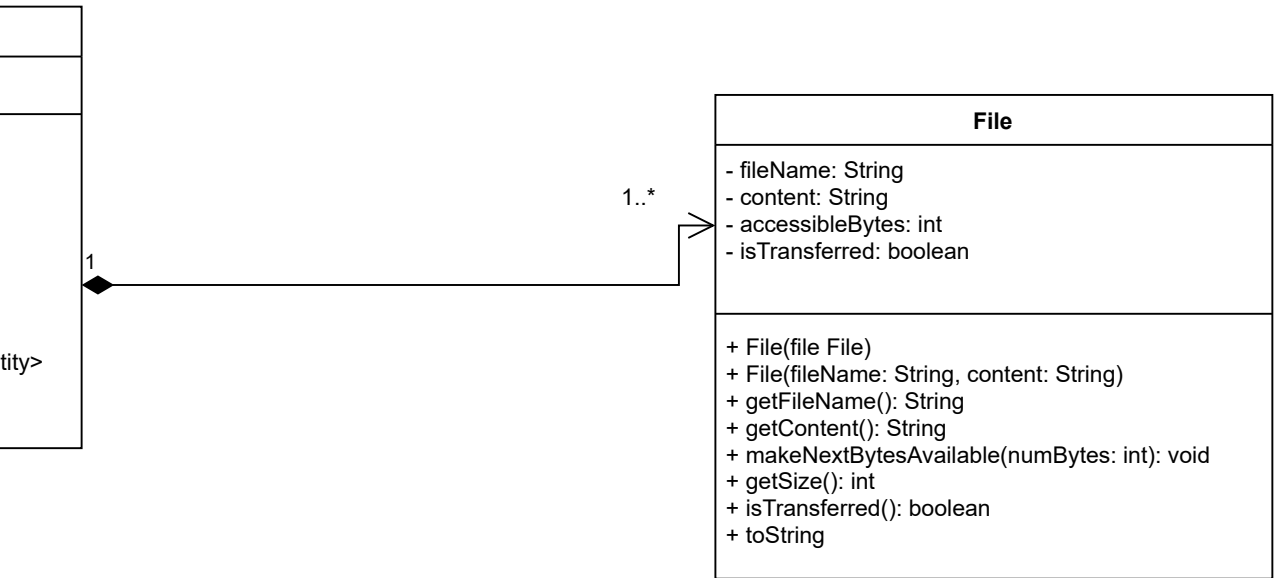 File
- fileName: String
- content: String
- accessibleBytes: int
- isTransferred: boolean
1..*
1
tity>
+ File(file File)
+ File(fileName: String, content: String)
+ getFileName(): String
+ getContent(): String
+ makeNextBytesAvailable(numBytes: int): void
+ getSize(): int
+ isTransferred(): boolean
+ toString